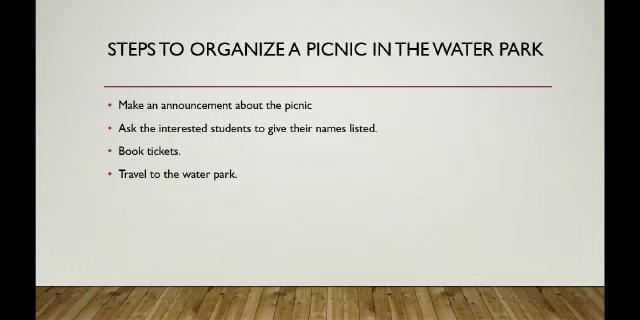 STEPS TO ORGANIZE A PICNIC IN THE WATER PARK
• Make an announcement about the picnic
• Ask the interested students to give their names listed.
• Book tickets.
• Travel to the water park.